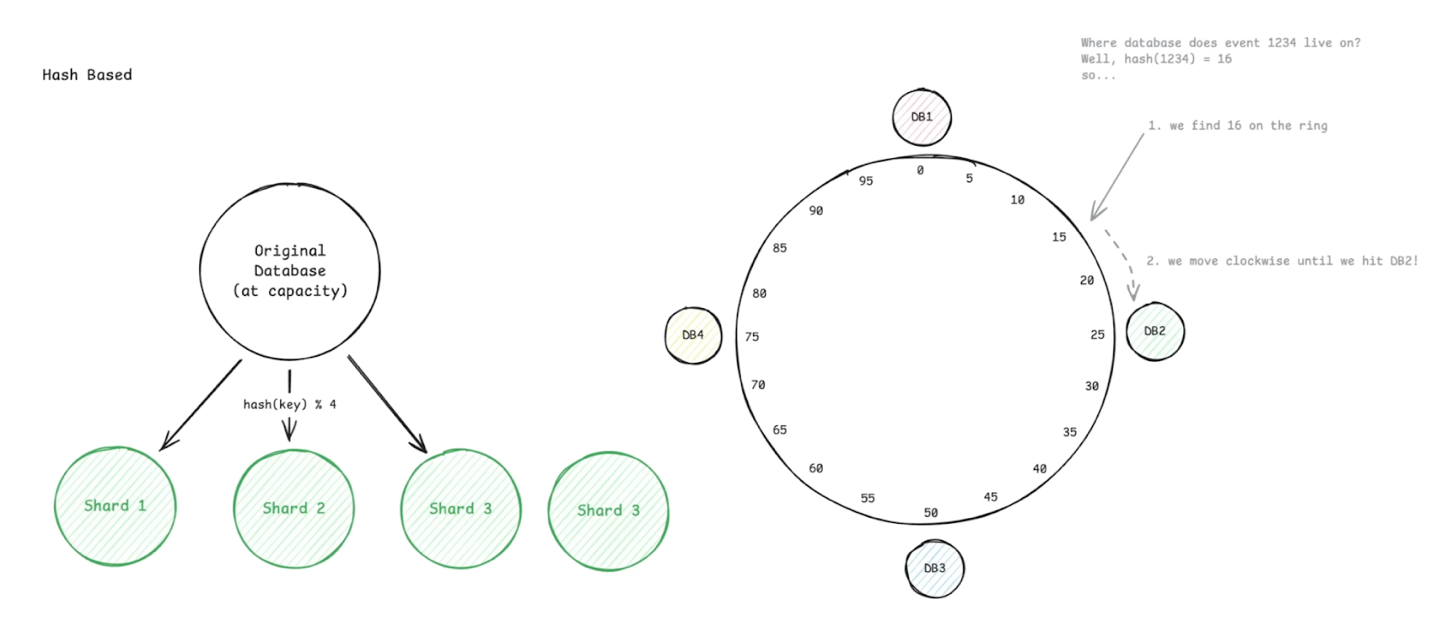 Hash Based
Original
Database
(at capacity)
hash(key) % 4
Shard 1
Shard 2
Shard 3
Shard 3
Where database does event 1234 live on?
Well, hash(1234) = 16
so...
1. we find 16 on the ring
2. we move clockwise until we hit DB2!
DB1
DB2
DB3
DB4
0
5
10
15
20
25
30
35
40
45
50
55
60
65
70
75
80
85
90
95